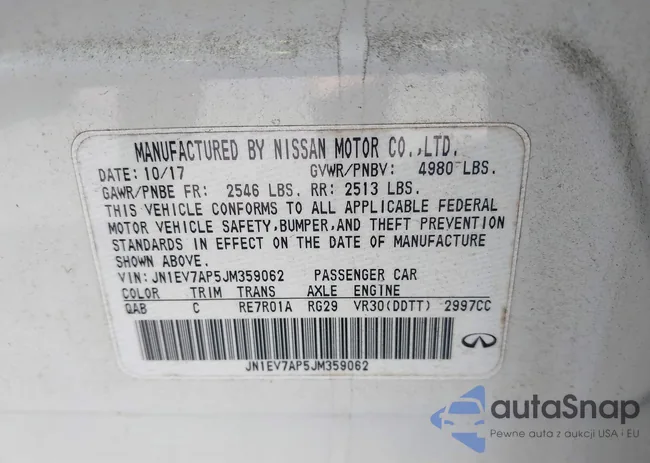 MANUFACTURED BY NISSAN MOTOR CO.,LTD.
DATE: 10/17 GVWR/PNBV: 4980 LBS.
GAWR/PNBE FR: 2546 LBS. RR: 2513 LBS.
THIS VEHICLE CONFORMS TO ALL APPLICABLE FEDERAL
MOTOR VEHICLE SAFETY,BUMPER,AND THEFT PREVENTION
STANDARDS IN EFFECT ON THE DATE OF MANUFACTURE
SHOWN ABOVE.
VIN: JN1EV7AP5JM359062 PASSENGER CAR
COLOR TRIM TRANS AXLE ENGINE
QAB C RE7R01A RG29 VR30(DDTT) 2997CC
JN1EV7AP5JM359062
autaSnap
Pewne auta z aukcji USA i EU